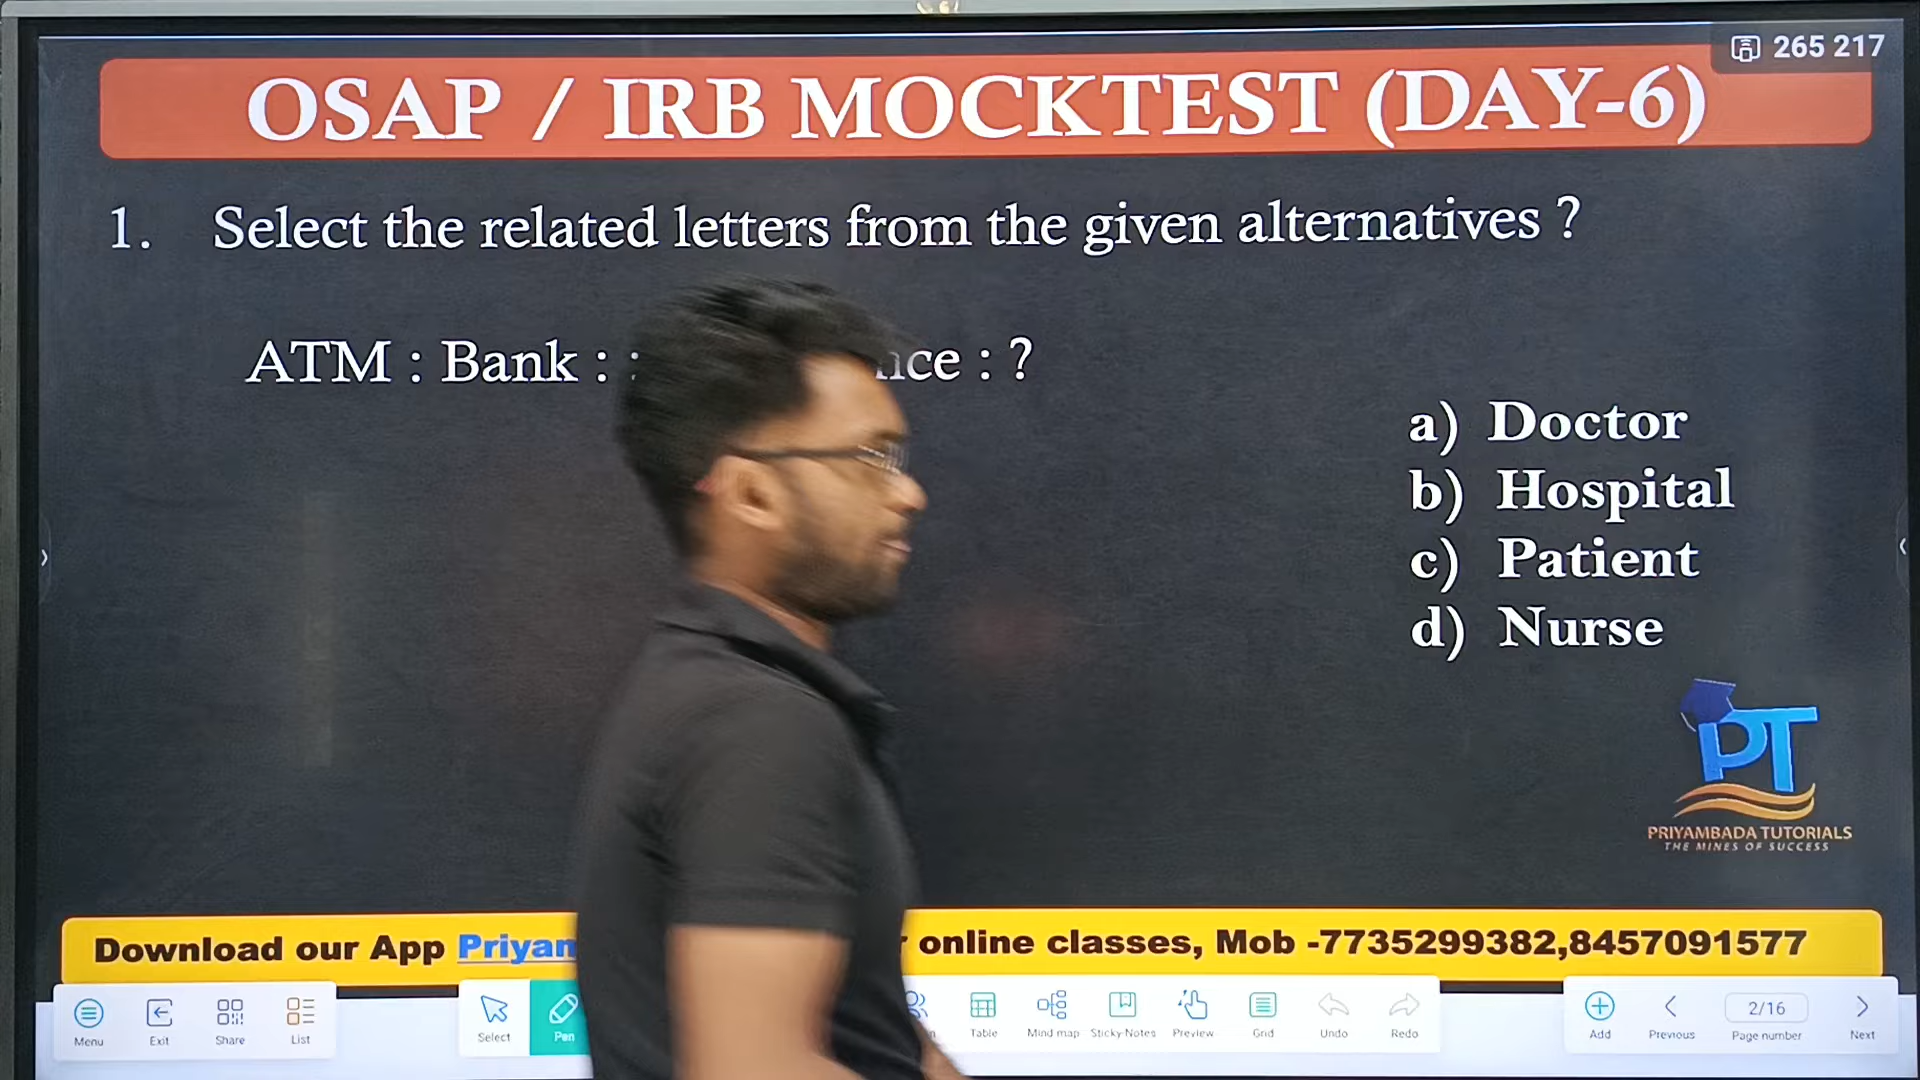 265 217
OSAP / IRB MOCKTEST (DAY-6)
1. Select the related letters from the given alternatives ?
ATM : Bank : : : ?
a) Doctor
b) Hospital
c) Patient
d) Nurse
PT
PRIYAMBADA TUTORIALS
THE MINES OF SUCCESS
Download our App online classes, Mob -7735299382,8457091577
Menu Exit Share List Select Pen Table Mind map Sticky Notes Preview Grid Undo Redo Add Previous 2/16 Page number Next